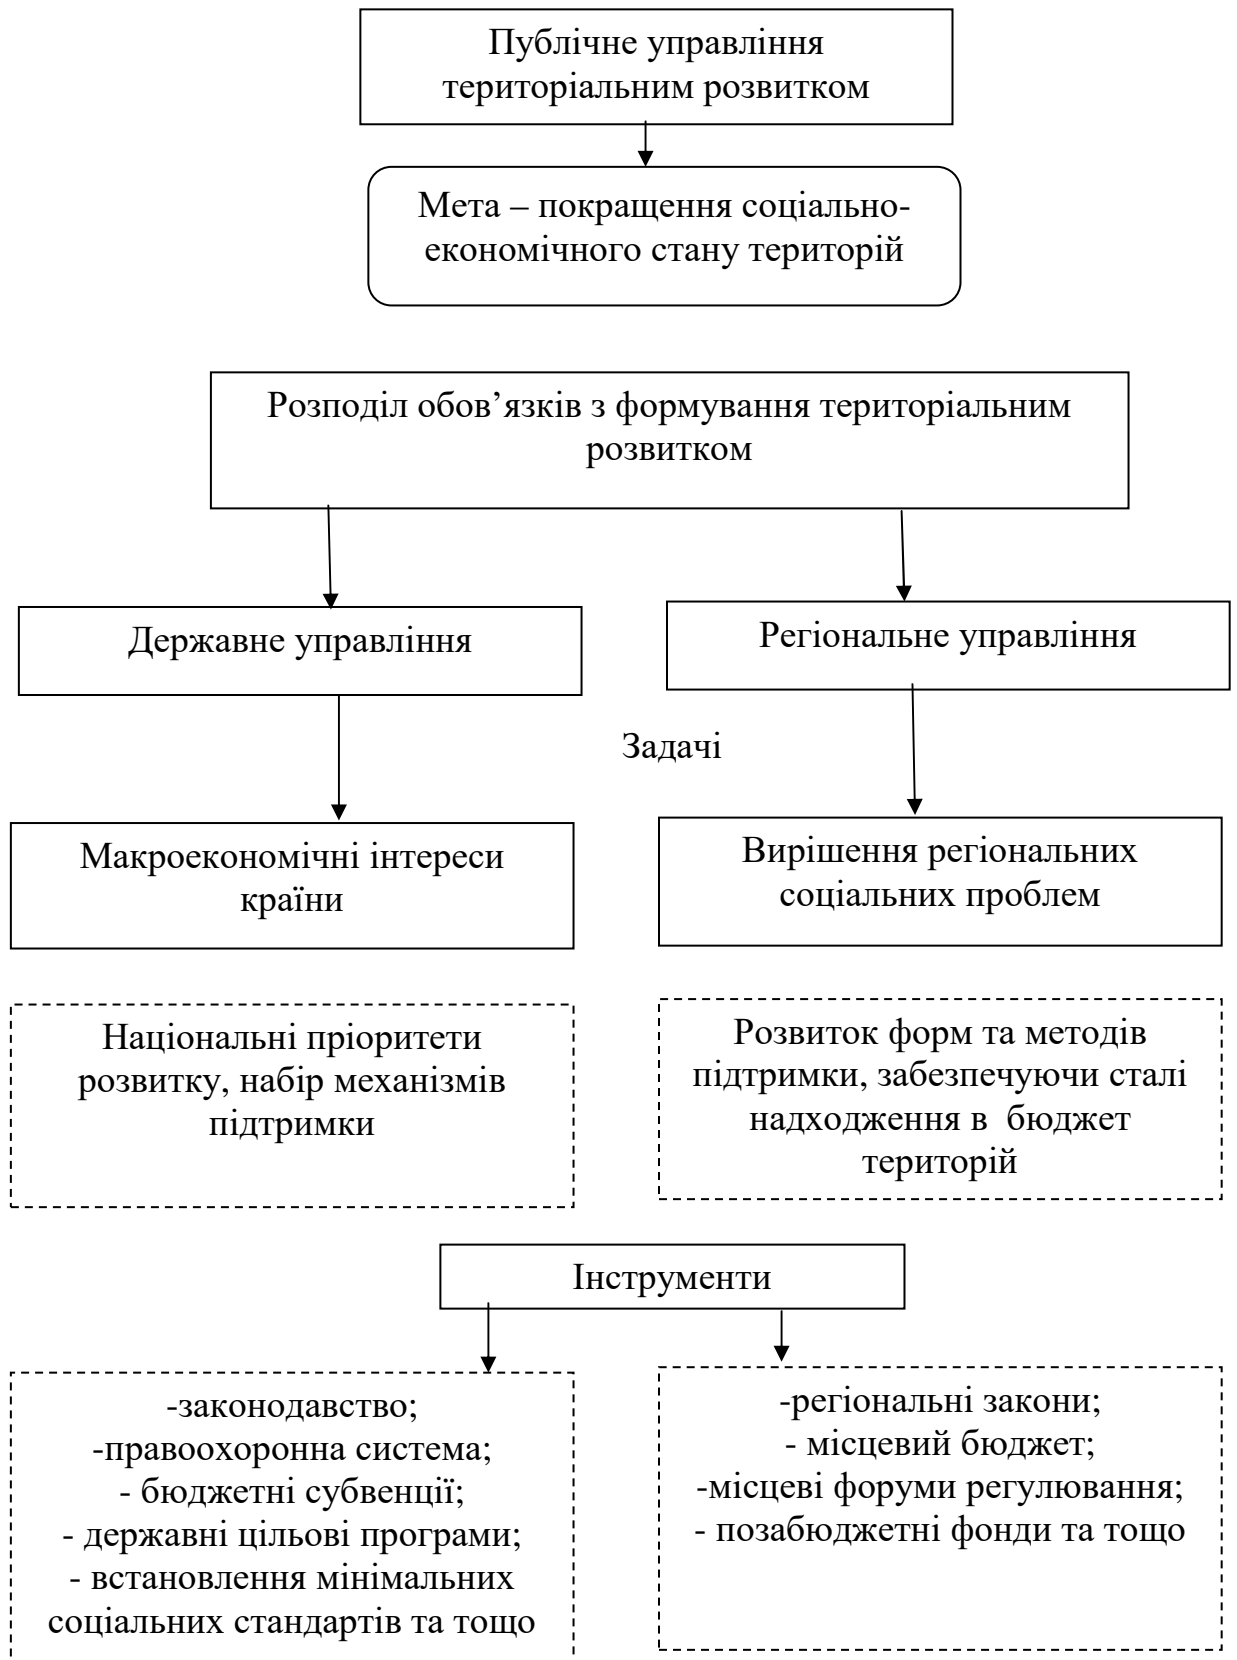 Публічне управління
територіальним розвитком
Мета – покращення соціально-
економічного стану територій
Розподіл обов’язків з формування територіальним
розвитком
Державне управління
Регіональне управління
Задачі
Макроекономічні інтереси
країни
Вирішення регіональних
соціальних проблем
Національні пріоритети
розвитку, набір механізмів
підтримки
Розвиток форм та методів
підтримки, забезпечуючи сталі
надходження в бюджет
територій
Інструменти
-законодавство;
-правоохоронна система;
- бюджетні субвенції;
- державні цільові програми;
- встановлення мінімальних
соціальних стандартів та тощо
-регіональні закони;
- місцевий бюджет;
-місцеві форуми регулювання;
- позабюджетні фонди та тощо